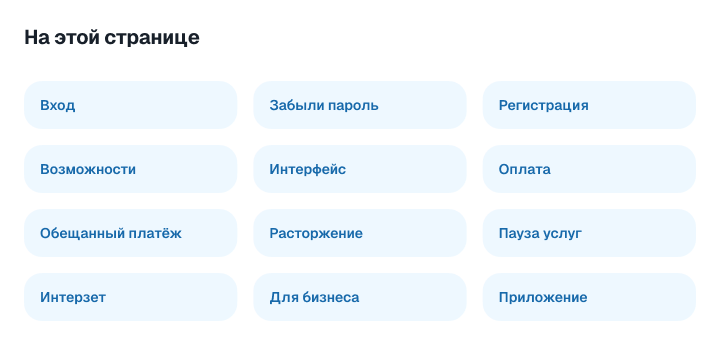 На этой странице
Вход
Забыли пароль
Регистрация
Возможности
Интерфейс
Оплата
Обещанный платёж
Расторжение
Пауза услуг
Интерзет
Для бизнеса
Приложение